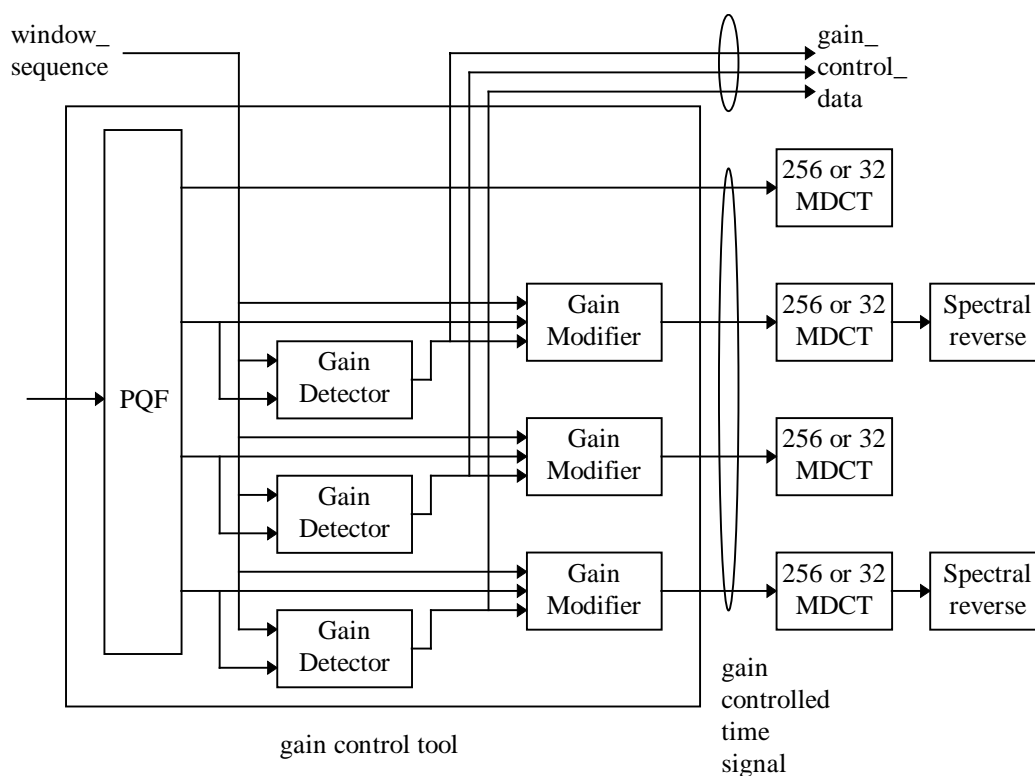 window_
sequence
gain_
control_
data
256 or 32
MDCT
Gain
Modifier
256 or 32
MDCT
Spectral
reverse
Gain
Detector
PQF
Gain
Modifier
256 or 32
MDCT
Gain
Detector
Gain
Modifier
256 or 32
MDCT
Spectral
reverse
Gain
Detector
gain
controlled
time
signal
gain control tool